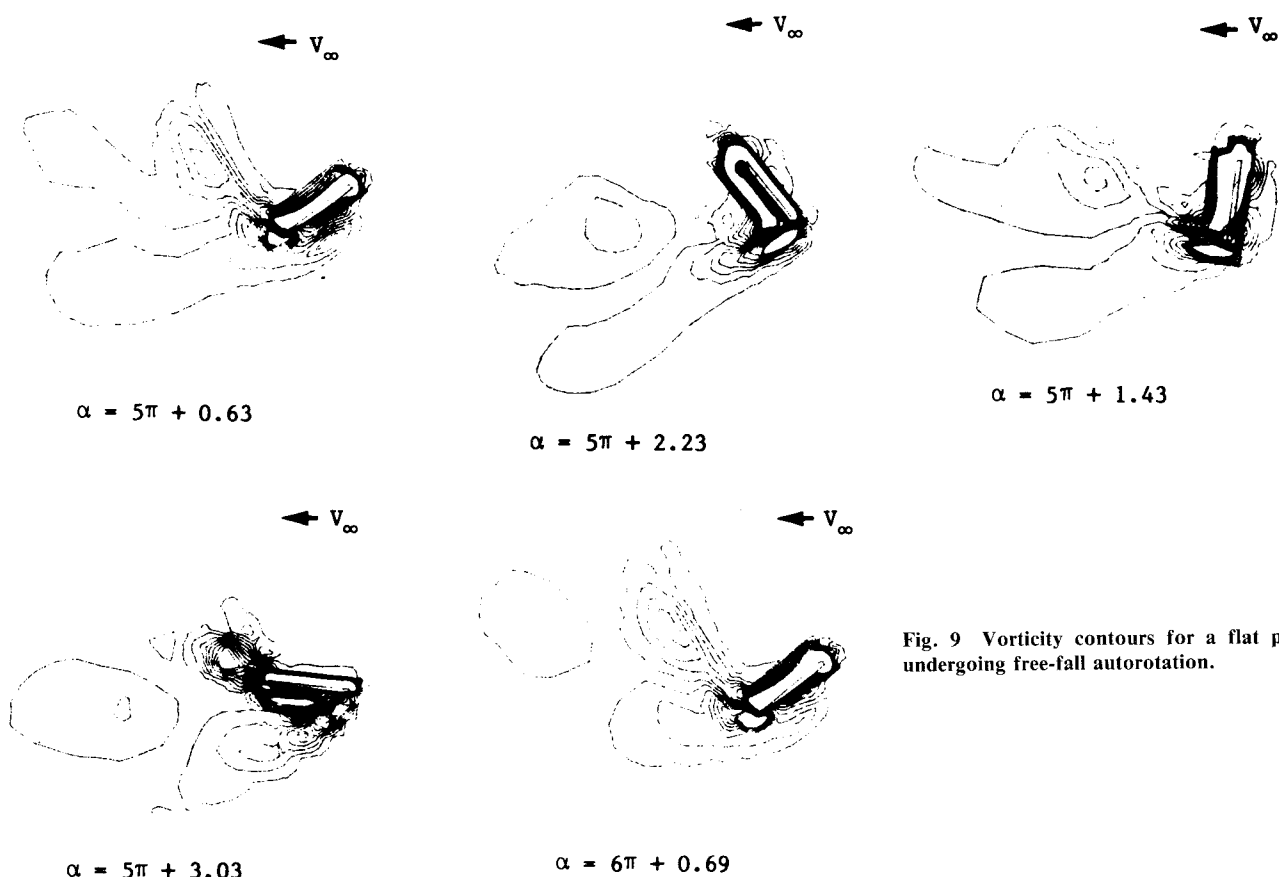 V∞
V∞
V∞
α = 5π + 0.63
α = 5π + 2.23
α = 5π + 1.43
V∞
V∞
Fig. 9 Vorticity contours for a flat
undergoing free-fall autorotation.
α = 5π + 3.03
α = 6π + 0.69